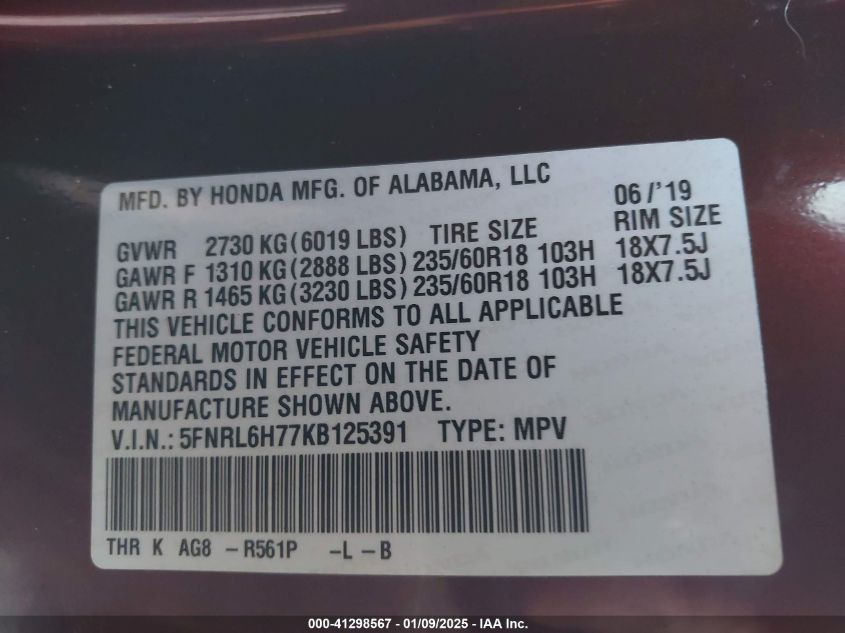 MFD. BY HONDA MFG. OF ALABAMA, LLC 06/'19
GVWR 2730 KG(6019 LBS) TIRE SIZE RIM SIZE
GAWR F 1310 KG(2888 LBS) 235/60R18 103H 18X7.5J
GAWR R 1465 KG(3230 LBS) 235/60R18 103H 18X7.5J
THIS VEHICLE CONFORMS TO ALL APPLICABLE
FEDERAL MOTOR VEHICLE SAFETY
STANDARDS IN EFFECT ON THE DATE OF
MANUFACTURE SHOWN ABOVE.
V.I.N.: 5FNRL6H77KB125391 TYPE: MPV
THR K AG8 -R561P -L -B
000-41298567 - 01/09/2025 - IAA Inc.